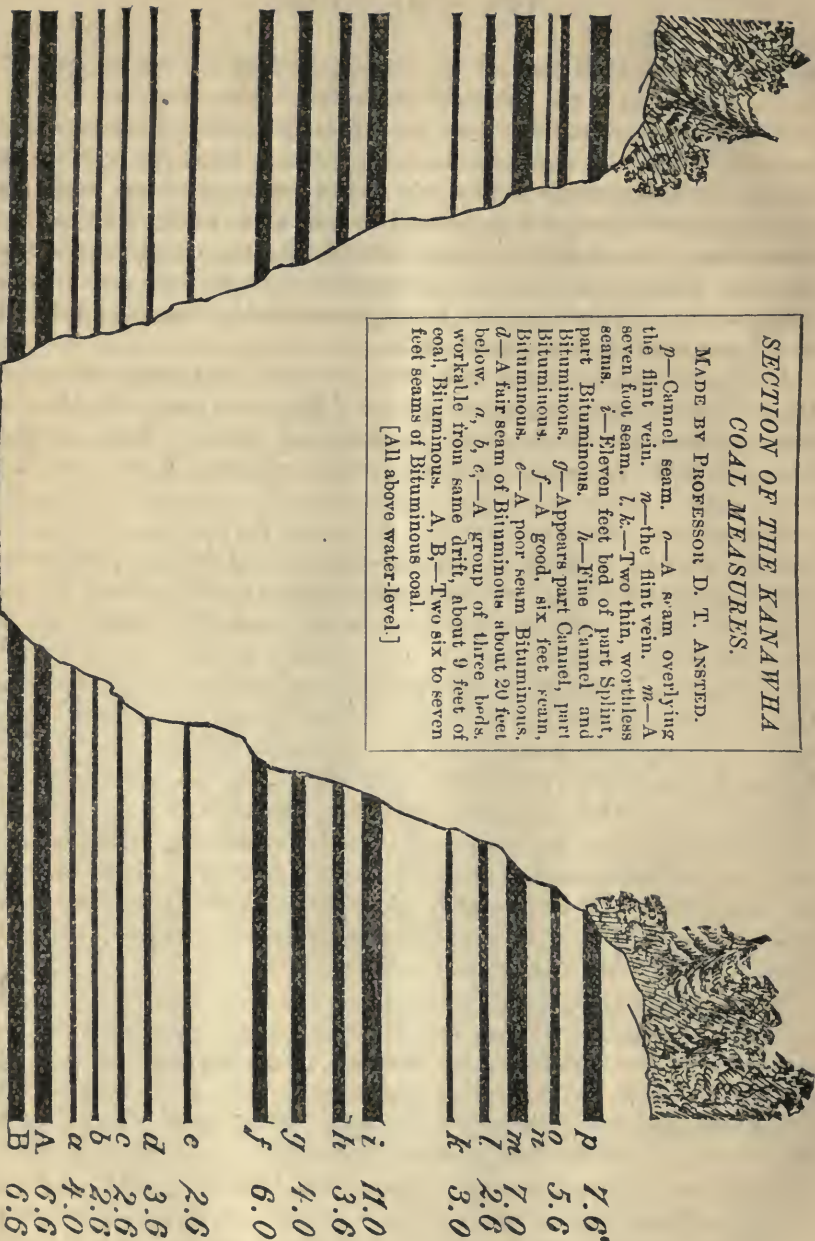 SECTION OF THE KANAWHA
COAL MEASURES.
MADE BY PROFESSOR D. T. ANSTED.
p—Cannel seam. o—A seam overlying
the flint vein. n—the flint vein. m—A
seven foot seam. l. k.—Two thin, worthless
seams. i—Eleven feet bed of part Splint,
part Bituminous. h—Fine Cannel and
Bituminous. g—Appears part Cannel, part
Bituminous. f—A good, six feet seam,
Bituminous. e—A poor seam Bituminous.
d—A fair seam of Bituminous about 20 feet
below. a, b, c,—A group of three beds,
workable from same drift, about 9 feet of
coal, Bituminous. A, B,—Two six to seven
feet seams of Bituminous coal.
[All above water-level.]
p 7.6
o 5.6
n
m 7.0
l 2.6
k 3.0
i 11.0
h 3.6
g 4.0
f 6.0
e 2.6
d 3.6
c 2.6
b 2.6
a 4.0
A 6.6
B 6.6